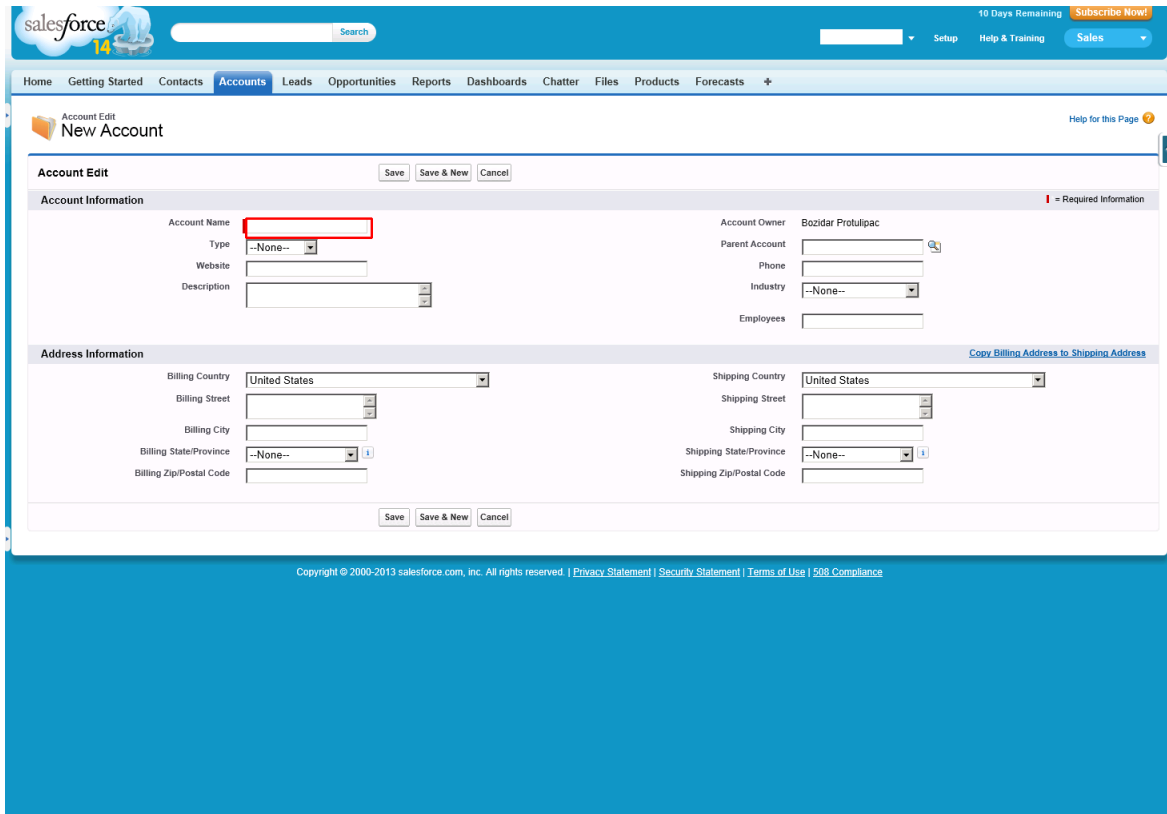 10 Days Remaining Subscribe Now!
salesforce
14
Search
Setup Help & Training Sales
Home Getting Started Contacts Accounts Leads Opportunities Reports Dashboards Chatter Files Products Forecasts +
Account Edit
New Account
Help for this Page ?
Account Edit Save Save & New Cancel
Account Information = Required Information
Account Name Account Owner Bozidar Protulipac
Type --None-- Parent Account
Website Phone
Description Industry --None--
Employees
Address Information Copy Billing Address to Shipping Address
Billing Country United States Shipping Country United States
Billing Street Shipping Street
Billing City Shipping City
Billing State/Province --None-- i Shipping State/Province --None-- i
Billing Zip/Postal Code Shipping Zip/Postal Code
Save Save & New Cancel
Copyright © 2000-2013 salesforce.com, inc. All rights reserved. | Privacy Statement | Security Statement | Terms of Use | 508 Compliance